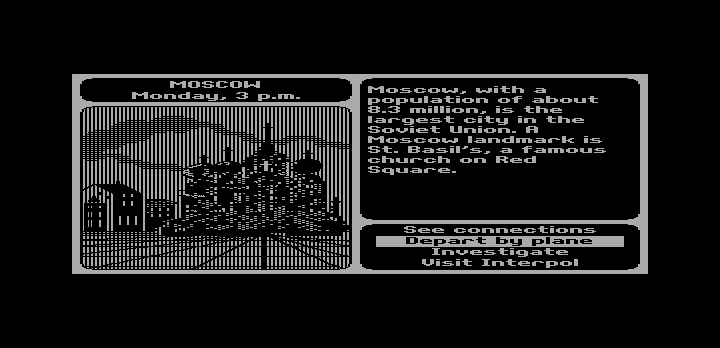 MOSCOW
Monday, 3 p.m.
Moscow, with a
population of about
8.3 million, is the
largest city in the
Soviet Union. A
Moscow landmark is
St. Basil's, a famous
church on Red
Square.
See connections
Depart by plane
Investigate
Visit Interpol